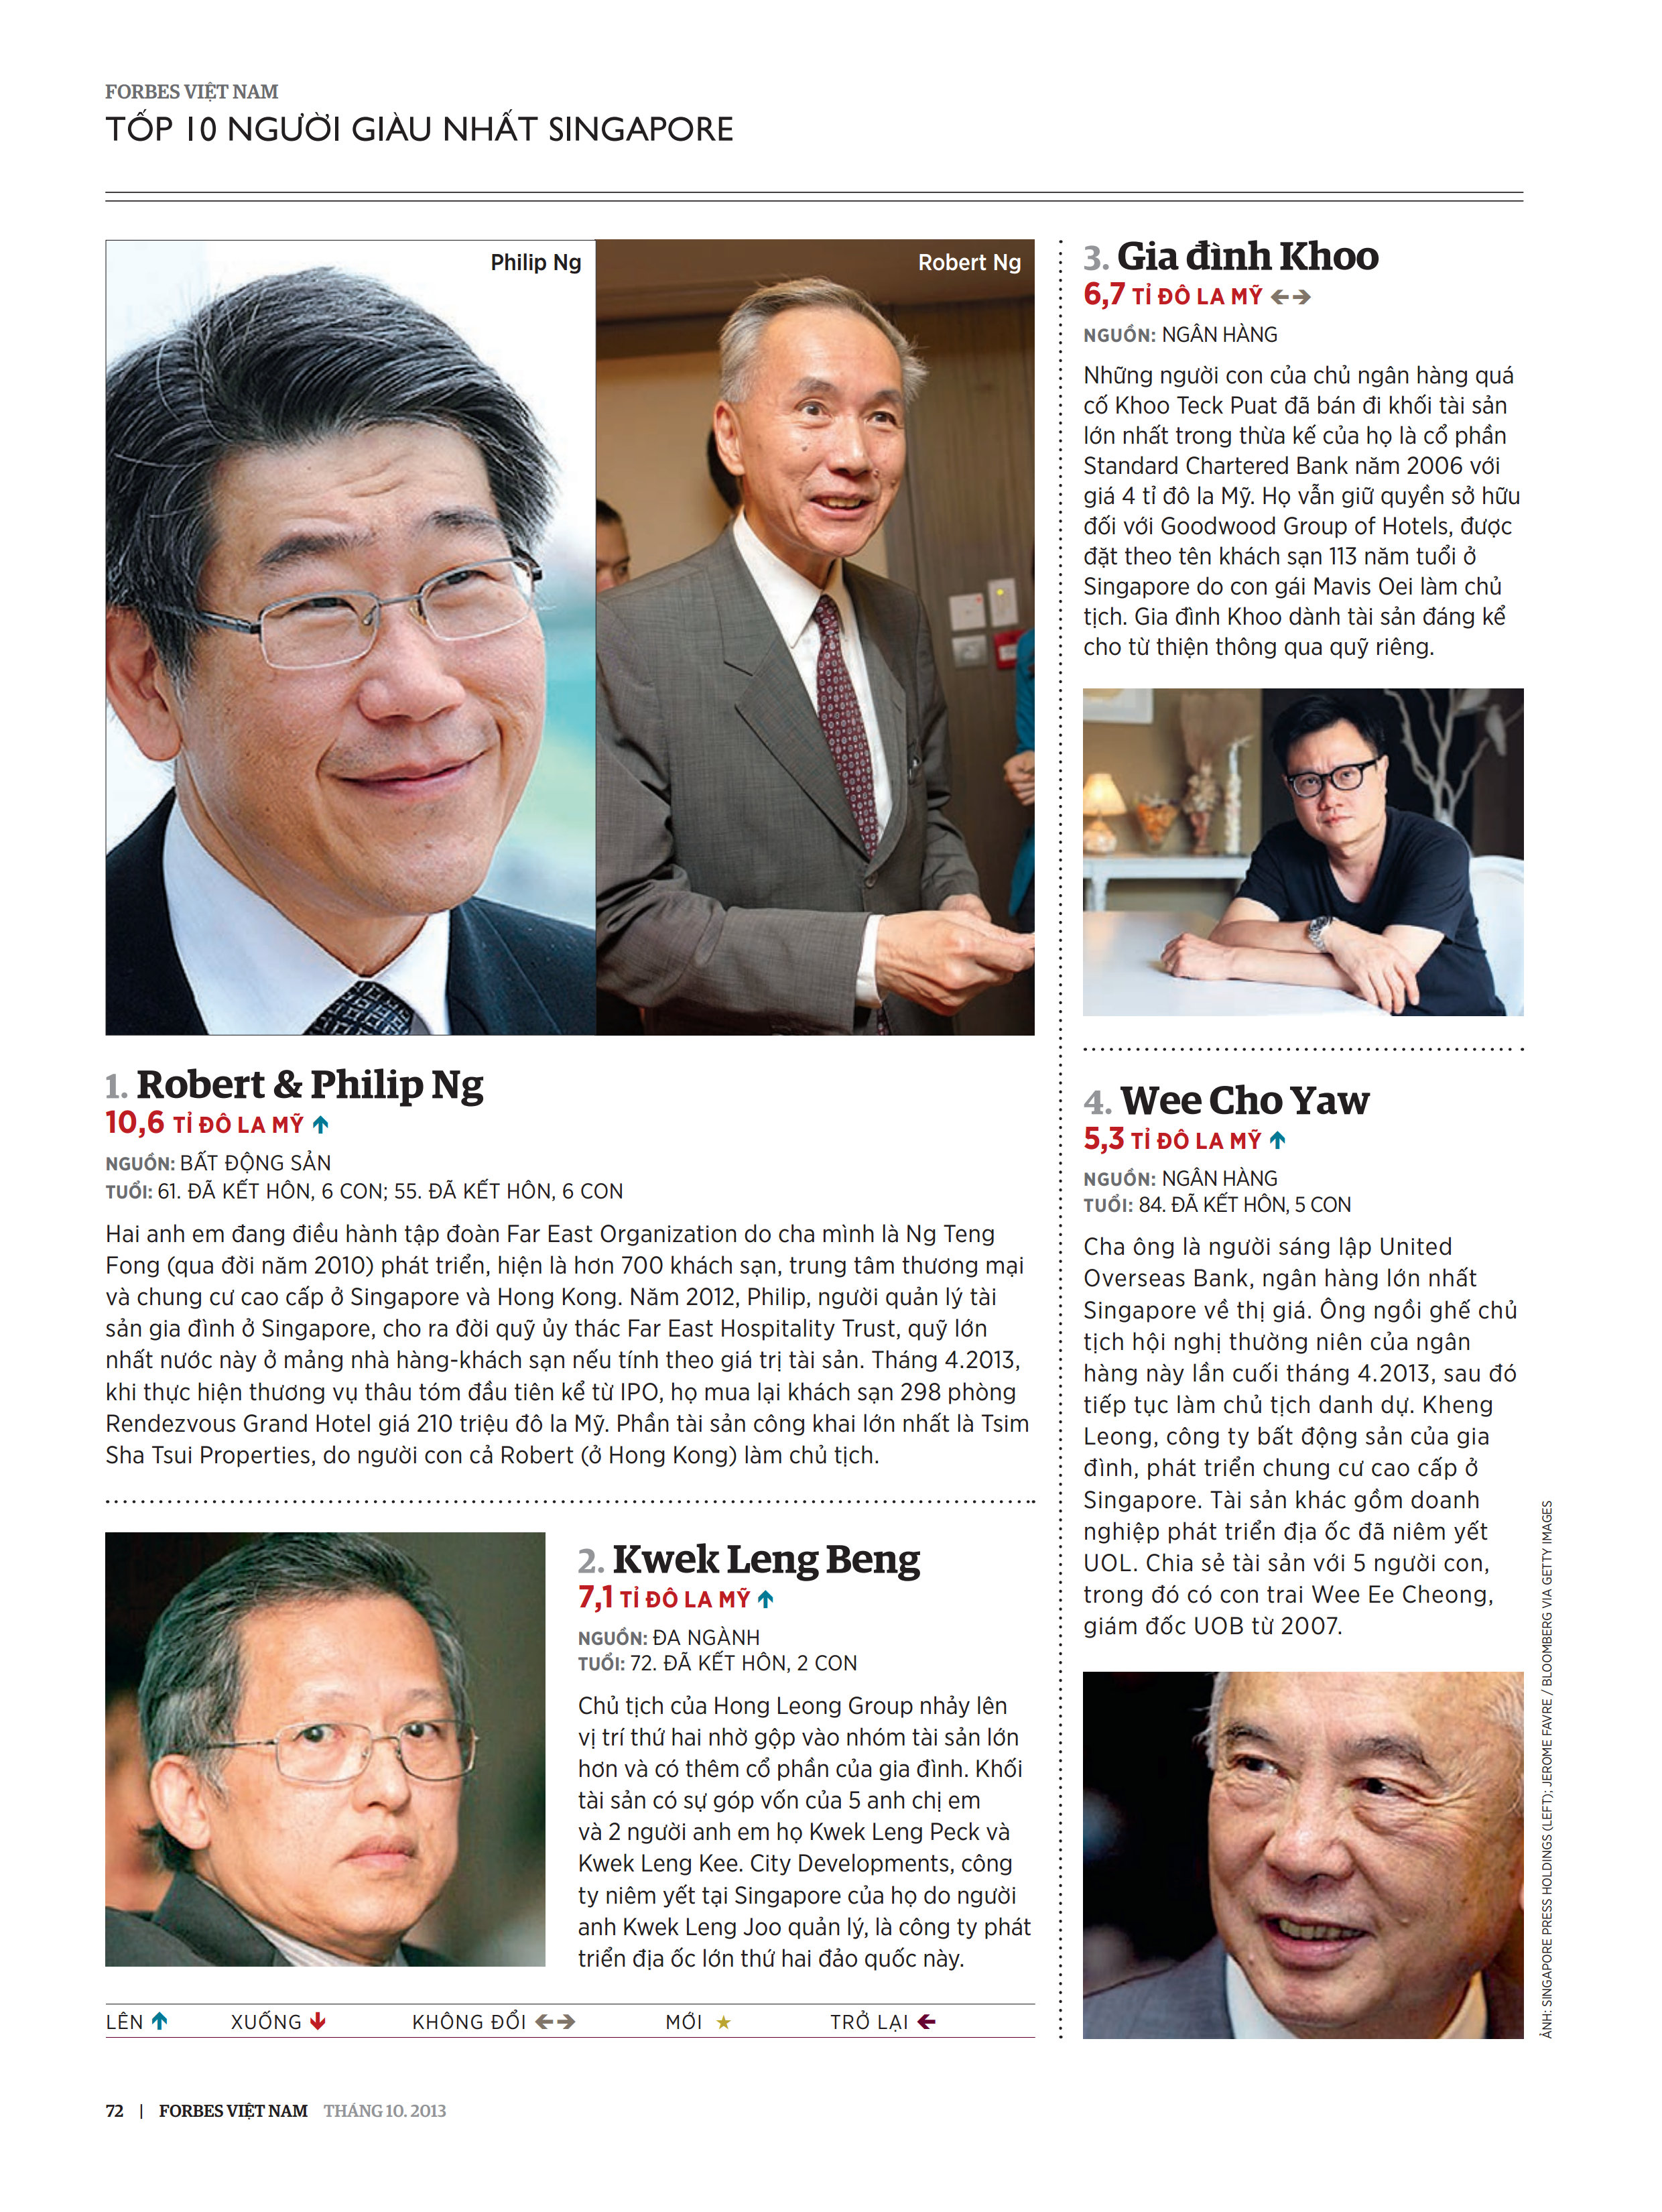 FORBES VIỆT NAM
TỐP 10 NGƯỜI GIÀU NHẤT SINGAPORE
Philip Ng
Robert Ng
1. Robert & Philip Ng
10,6 TỈ ĐÔ LA MỸ
NGUỒN: BẤT ĐỘNG SẢN
TUỔI: 61. ĐÃ KẾT HÔN, 6 CON; 55. ĐÃ KẾT HÔN, 6 CON
Hai anh em đang điều hành tập đoàn Far East Organization do cha mình là Ng Teng
Fong (qua đời năm 2010) phát triển, hiện là hơn 700 khách sạn, trung tâm thương mại
và chung cư cao cấp ở Singapore và Hong Kong. Năm 2012, Philip, người quản lý tài
sản gia đình ở Singapore, cho ra đời quỹ ủy thác Far East Hospitality Trust, quỹ lớn
nhất nước này ở mảng nhà hàng-khách sạn nếu tính theo giá trị tài sản. Tháng 4.2013,
khi thực hiện thương vụ thâu tóm đầu tiên kể từ IPO, họ mua lại khách sạn 298 phòng
Rendezvous Grand Hotel giá 210 triệu đô la Mỹ. Phần tài sản công khai lớn nhất là Tsim
Sha Tsui Properties, do người con cả Robert (ở Hong Kong) làm chủ tịch.
2. Kwek Leng Beng
7,1 TỈ ĐÔ LA MỸ
NGUỒN: ĐA NGÀNH
TUỔI: 72. ĐÃ KẾT HÔN, 2 CON
Chủ tịch của Hong Leong Group nhảy lên
vị trí thứ hai nhờ gộp vào nhóm tài sản lớn
hơn và có thêm cổ phần của gia đình. Khối
tài sản có sự góp vốn của 5 anh chị em
và 2 người anh em họ Kwek Leng Peck và
Kwek Leng Kee. City Developments, công
ty niêm yết tại Singapore của họ do người
anh Kwek Leng Joo quản lý, là công ty phát
triển địa ốc lớn thứ hai đảo quốc này.
LÊN XUỐNG KHÔNG ĐỔI MỚI TRỞ LẠI
3. Gia đình Khoo
6,7 TỈ ĐÔ LA MỸ
NGUỒN: NGÂN HÀNG
Những người con của chủ ngân hàng quá
cố Khoo Teck Puat đã bán đi khối tài sản
lớn nhất trong thừa kế của họ là cổ phần
Standard Chartered Bank năm 2006 với
giá 4 tỉ đô la Mỹ. Họ vẫn giữ quyền sở hữu
đối với Goodwood Group of Hotels, được
đặt theo tên khách sạn 113 năm tuổi ở
Singapore do con gái Mavis Oei làm chủ
tịch. Gia đình Khoo dành tài sản đáng kể
cho từ thiện thông qua quỹ riêng.
4. Wee Cho Yaw
5,3 TỈ ĐÔ LA MỸ
NGUỒN: NGÂN HÀNG
TUỔI: 84. ĐÃ KẾT HÔN, 5 CON
Cha ông là người sáng lập United
Overseas Bank, ngân hàng lớn nhất
Singapore về thị giá. Ông ngồi ghế chủ
tịch hội nghị thường niên của ngân
hàng này lần cuối tháng 4.2013, sau đó
tiếp tục làm chủ tịch danh dự. Kheng
Leong, công ty bất động sản của gia
đình, phát triển chung cư cao cấp ở
Singapore. Tài sản khác gồm doanh
nghiệp phát triển địa ốc đã niêm yết
UOL. Chia sẻ tài sản với 5 người con,
trong đó có con trai Wee Ee Cheong,
giám đốc UOB từ 2007.
ẢNH: SINGAPORE PRESS HOLDINGS (LEFT); JEROME FAVRE / BLOOMBERG VIA GETTY IMAGES
72 | FORBES VIỆT NAM THÁNG 10. 2013